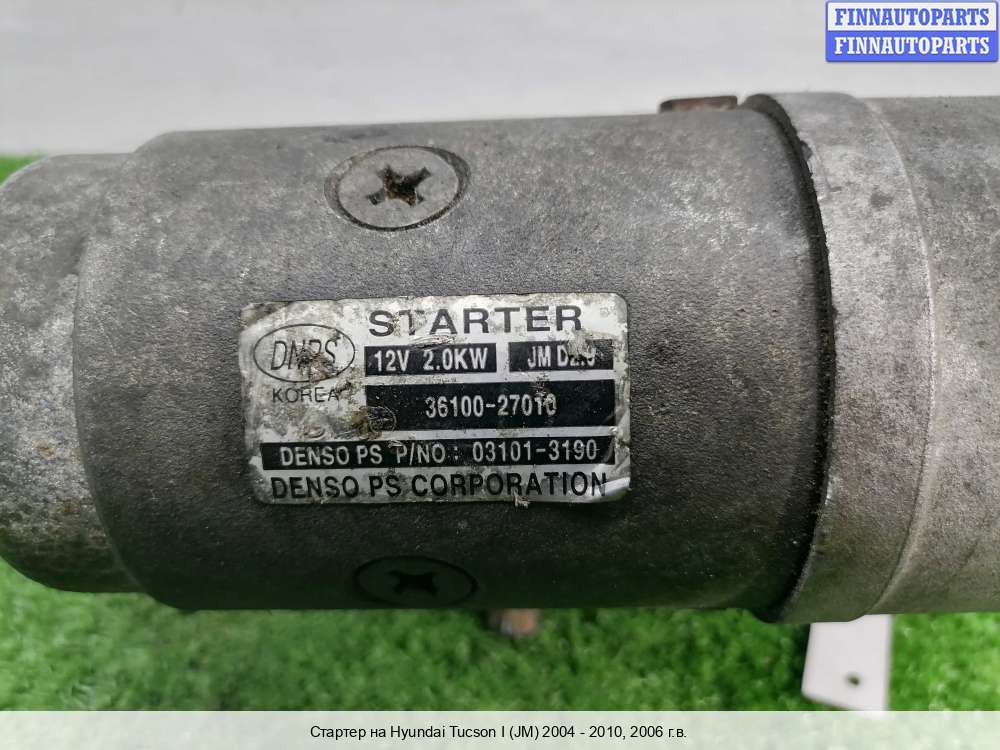 FINNAUTOPARTS
FINNAUTOPARTS
STARTER
DNPS
12V 2.0KW
KOREA
36100-27010
DENSO PS P/NO : 03101-3190
DENSO PS CORPORATION
Стартер на Hyundai Tucson I (JM) 2004 - 2010, 2006 г.в.